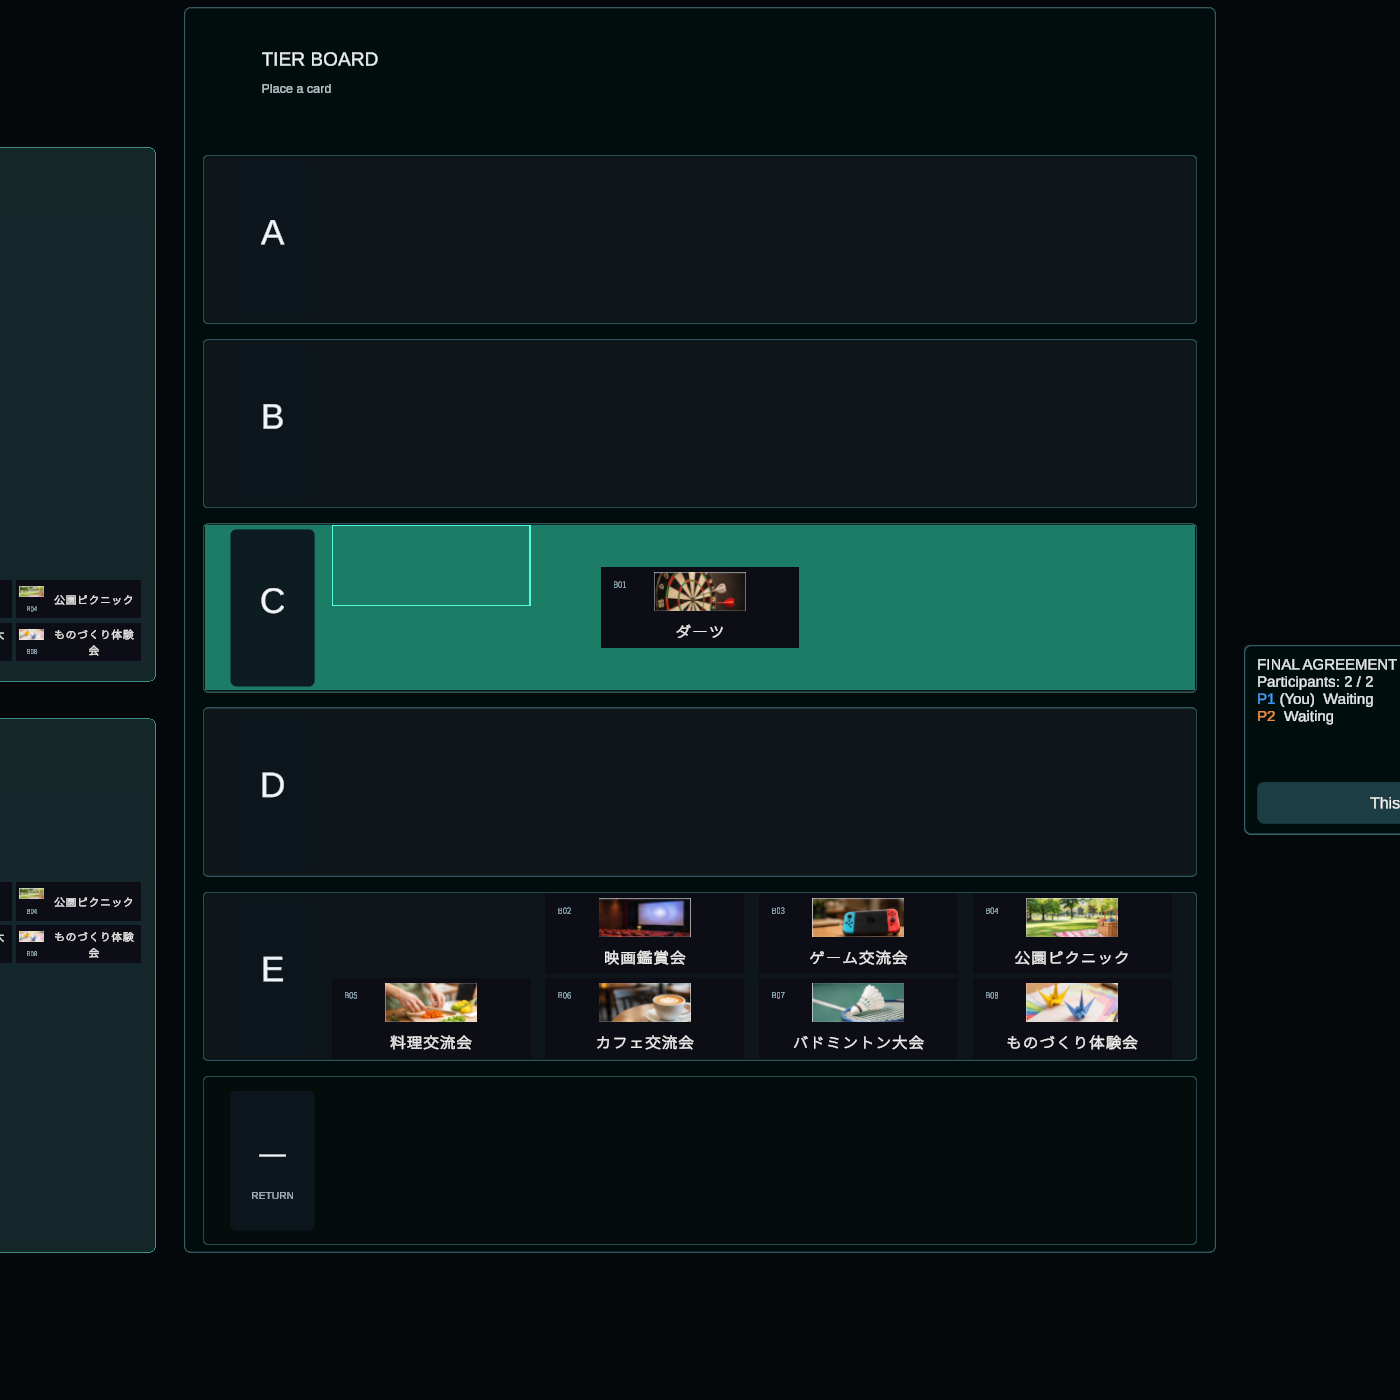 TIER BOARD
Place a card
A
B
C
B01
ダーツ
D
E
B02
映画鑑賞会
B03
ゲーム交流会
B04
公園ピクニック
B05
料理交流会
B06
カフェ交流会
B07
バドミントン大会
B08
ものづくり体験会
—
RETURN
B04
公園ピクニック
B08
ものづくり体験
会
B04
公園ピクニック
B08
ものづくり体験
会
FINAL AGREEMENT
Participants: 2 / 2
P1 (You) Waiting
P2 Waiting
This